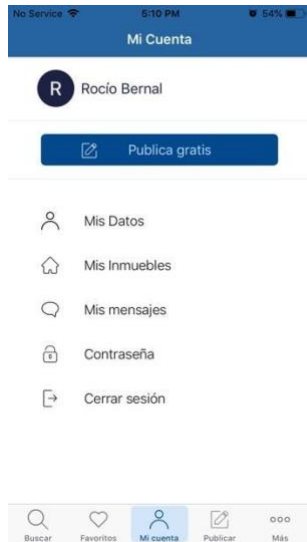 No Service 5:10 PM 54%
Mi Cuenta
R Rocío Bernal
Publica gratis
Mis Datos
Mis Inmuebles
Mis mensajes
Contraseña
Cerrar sesión
Buscar Favoritos Mi cuenta Publicar Más